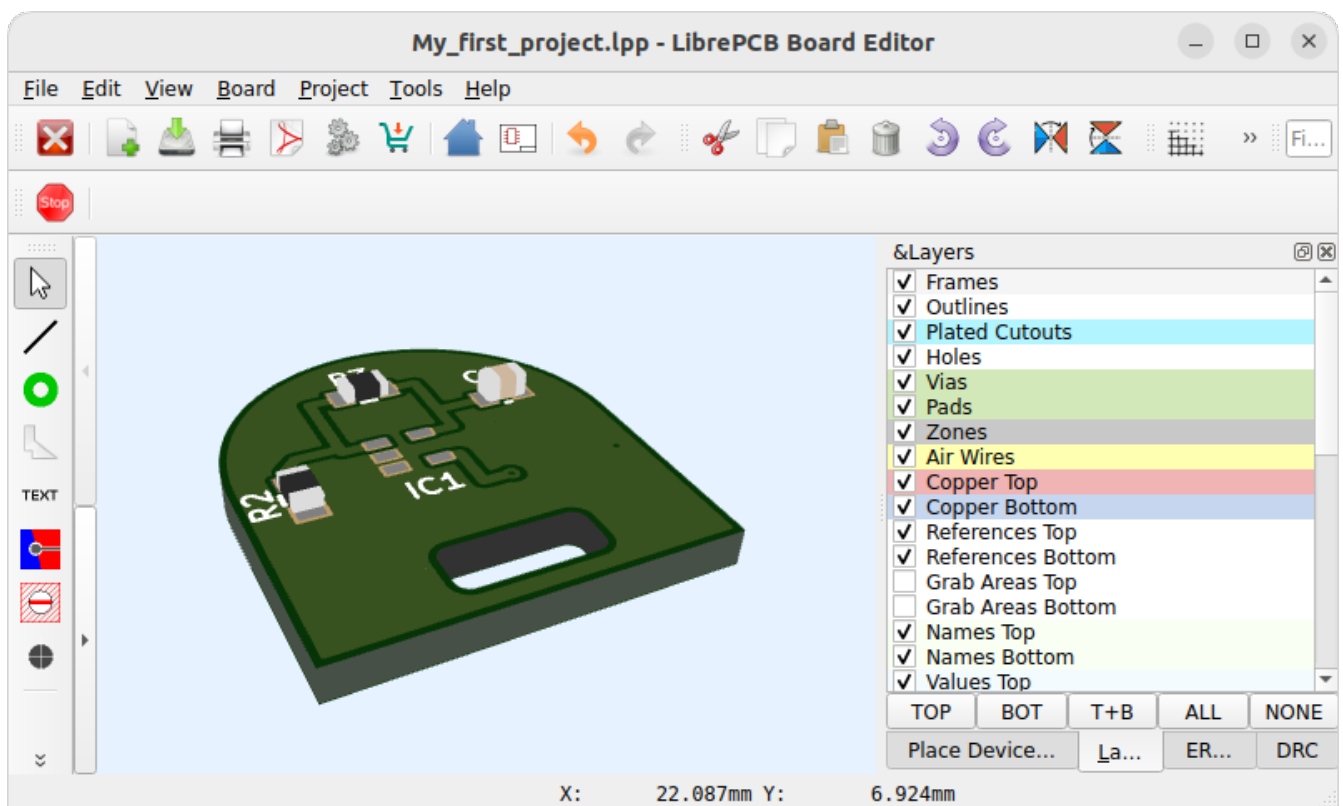 My_first_project.lpp - LibrePCB Board Editor
File Edit View Board Project Tools Help
Fi...
Stop
&Layers
Frames
Outlines
Plated Cutouts
Holes
Vias
Pads
Zones
Air Wires
Copper Top
Copper Bottom
References Top
References Bottom
Grab Areas Top
Grab Areas Bottom
Names Top
Names Bottom
Values Top
TEXT
IC1
R2
TOP BOT T+B ALL NONE
Place Device... La... ER... DRC
X: 22.087mm Y: 6.924mm